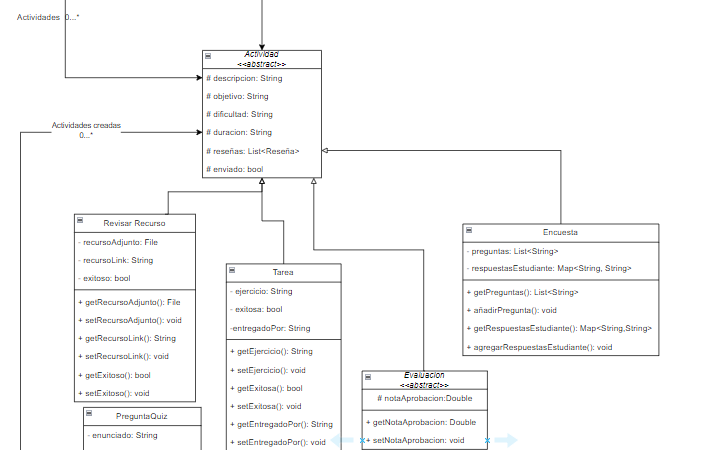 Actividades 0...*
Actividad
<<abstract>>
# descripcion: String
# objetivo: String
# dificultad: String
# duracion: String
# reseñas: List<Reseña>
# enviado: bool
Actividades creadas
0...*
Revisar Recurso
- recursoAdjunto: File
- recursoLink: String
- exitoso: bool
+ getRecursoAdjunto(): File
+ setRecursoAdjunto(): void
+ getRecursoLink(): String
+ setRecursoLink(): void
+ getExitoso(): bool
+ setExitoso(): void
PreguntaQuiz
- enunciado: String
Tarea
- ejercicio: String
- exitosa: bool
-entregadoPor: String
+ getEjercicio(): String
+ setEjercicio(): void
+ getExitosa(): bool
+ setExitosa(): void
+ getEntregadoPor(): String
+ setEntregadoPor(): void
Evaluacion
<<abstract>>
# notaAprobacion:Double
+ getNotaAprobacion: Double
+ setNotaAprobacion: void
Encuesta
- preguntas: List<String>
- respuestasEstudiante: Map<String, String>
+ getPreguntas(): List<String>
+ añadirPregunta(): void
+ getRespuestasEstudiante(): Map<String,String>
+ agregarRespuestasEstudiante(): void